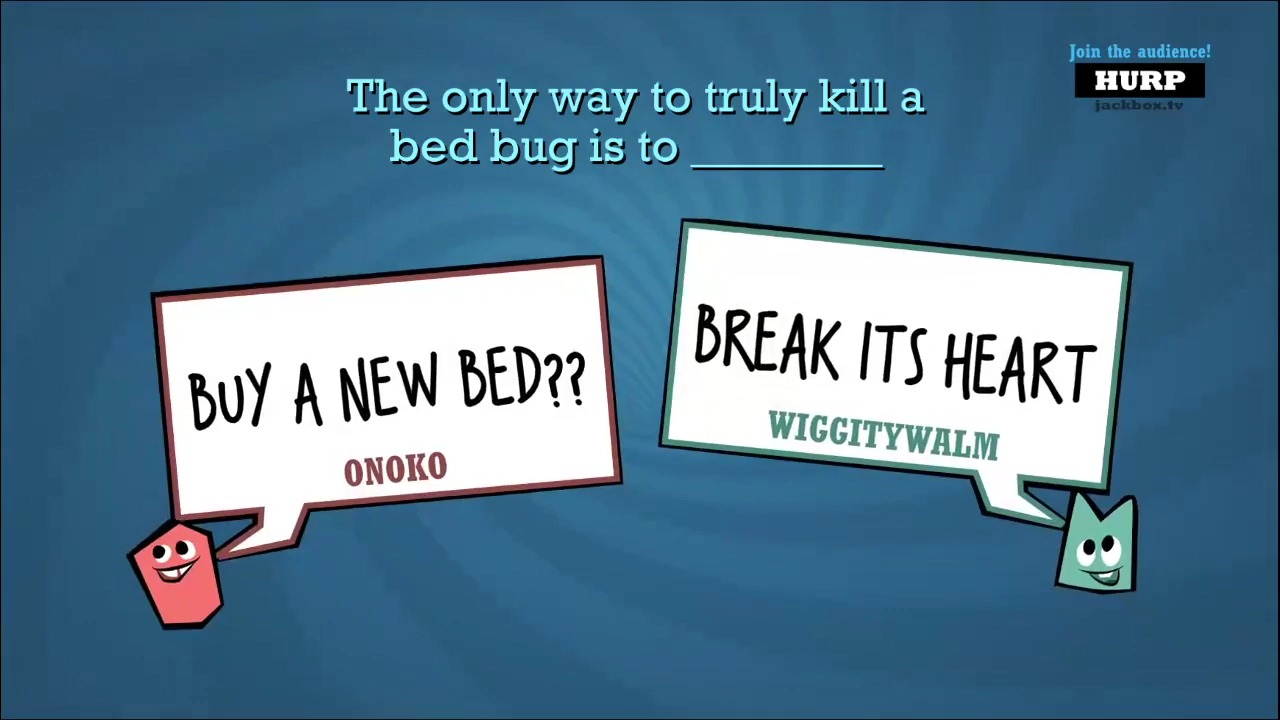 Join the audience!
HURP
jackbox.tv
The only way to truly kill a
bed bug is to ________
BUY A NEW BED??
ONOKO
BREAK ITS HEART
WIGGITYWALM